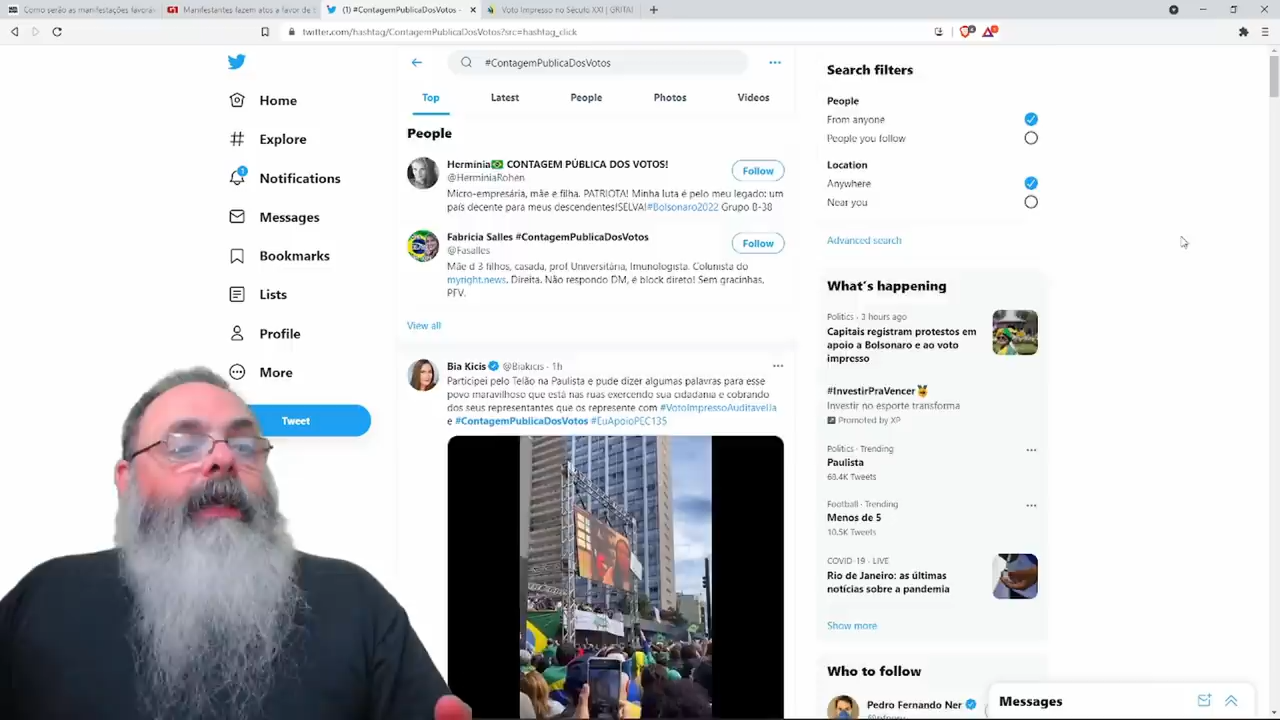 Como serão as manifestações favorá
Manifestantes fazem atos a favor de
(1) #ContagemPublicaDosVotos -
Voto Impresso no Século XXI | GRITA!
twitter.com/hashtag/ContagemPublicaDosVotos?src=hashtag_click
#ContagemPublicaDosVotos
Top
Latest
People
Photos
Videos
Home
Explore
1
Notifications
Messages
Bookmarks
Lists
Profile
More
Tweet
People
Hermínia CONTAGEM PÚBLICA DOS VOTOS!
@HerminiaRohen
Follow
Micro-empresária, mãe e filha. PATRIOTA! Minha luta é pelo meu legado: um
país decente para meus descendentes!SELVA!#Bolsonaro2022 Grupo B-38
Fabricia Salles #ContagemPublicaDosVotos
@Fasalles
Follow
Mãe d 3 filhos, casada, prof Universitária, Imunologista. Colunista do
myright.news. Direita. Não respondo DM, é block direto! Sem gracinhas,
PFV.
View all
Bia Kicis @Biakicis · 1h
Participei pelo Telão na Paulista e pude dizer algumas palavras para esse
povo maravilhoso que está nas ruas exercendo sua cidadania e cobrando
dos seus representantes que os represente com #VotoImpressoAuditavelJa
e #ContagemPublicaDosVotos #EuApoioPEC135
Search filters
People
From anyone
People you follow
Location
Anywhere
Near you
Advanced search
What's happening
Politics · 3 hours ago
Capitais registram protestos em
apoio a Bolsonaro e ao voto
impresso
#InvestirPraVencer
Investir no esporte transforma
Promoted by XP
Politics · Trending
Paulista
Tweets
Football · Trending
Menos de 5
10.5K Tweets
COVID-19 · LIVE
Rio de Janeiro: as últimas
notícias sobre a pandemia
Show more
Who to follow
Pedro Fernando Ner
Messages